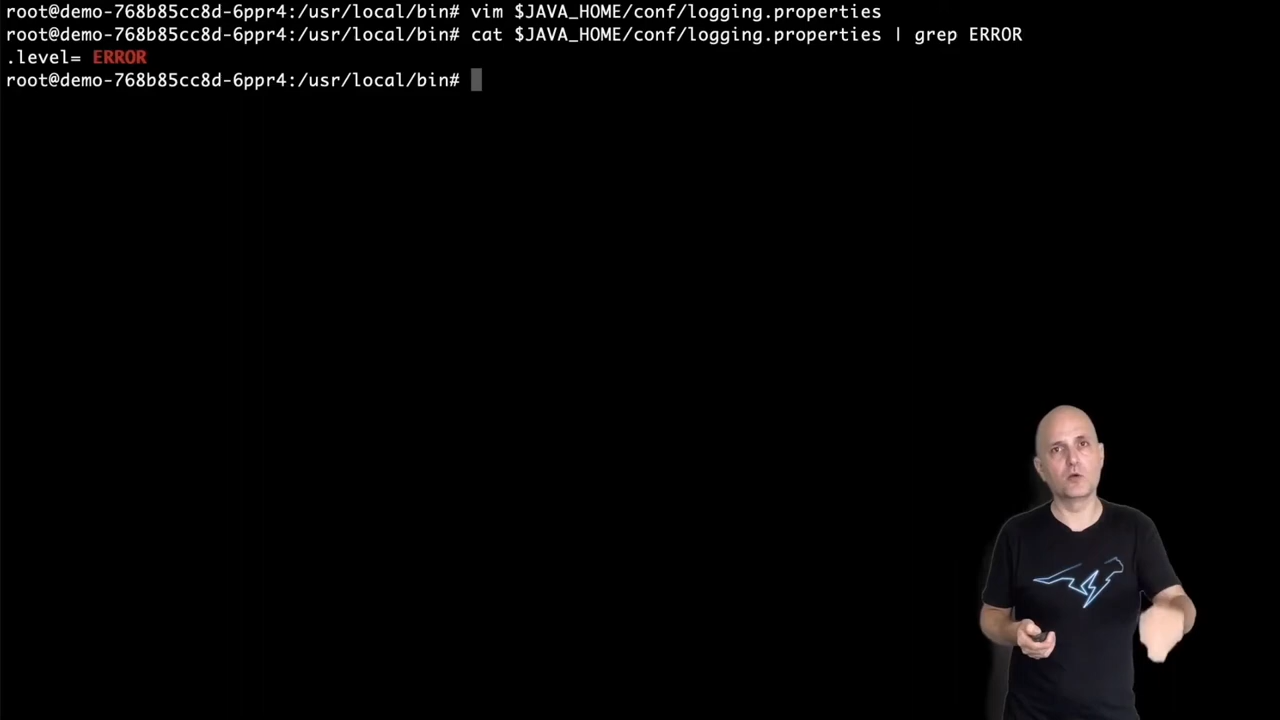 root@demo-768b85cc8d-6ppr4:/usr/local/bin# vim $JAVA_HOME/conf/logging.properties
root@demo-768b85cc8d-6ppr4:/usr/local/bin# cat $JAVA_HOME/conf/logging.properties | grep ERROR
.level= ERROR
root@demo-768b85cc8d-6ppr4:/usr/local/bin#